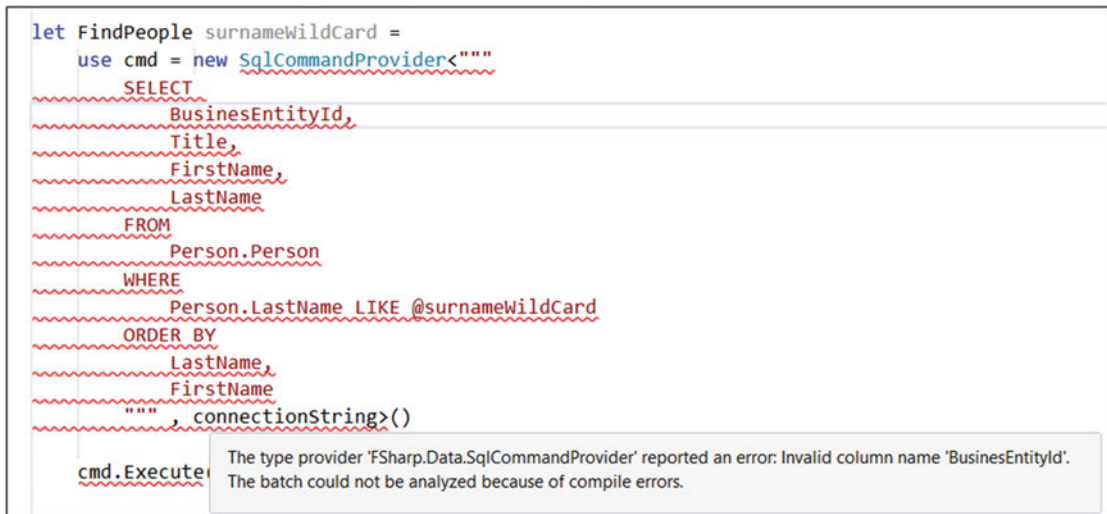 let FindPeople surnameWildCard =
use cmd = new SqlCommandProvider<"""
SELECT
BusinesEntityId,
Title,
FirstName,
LastName
FROM
Person.Person
WHERE
Person.LastName LIKE @surnameWildCard
ORDER BY
LastName,
FirstName
""" , connectionString>()
cmd.Execute(
The type provider 'FSharp.Data.SqlCommandProvider' reported an error: Invalid column name 'BusinesEntityId'.
The batch could not be analyzed because of compile errors.